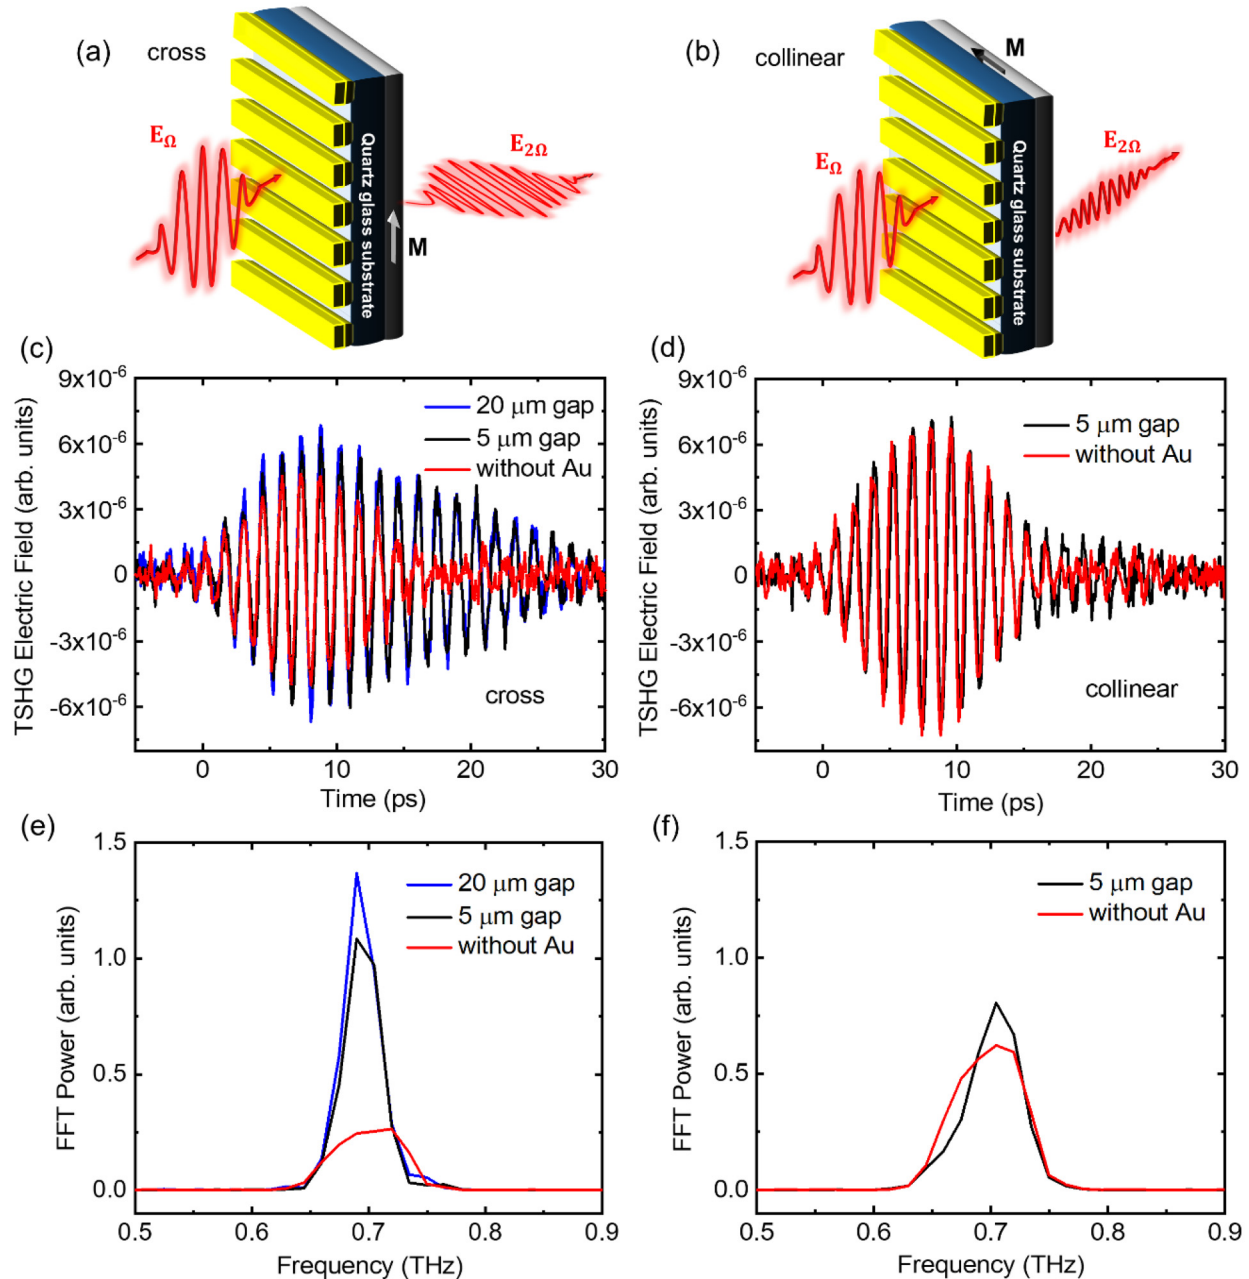 (a)
cross
E_Ω
Quartz glass substrate
M
E_2Ω
(b)
collinear
M
E_Ω
Quartz glass substrate
E_2Ω
(c)
TSHG Electric Field (arb. units)
9x10⁻⁶
6x10⁻⁶
3x10⁻⁶
0
-3x10⁻⁶
-6x10⁻⁶
20 μm gap
5 μm gap
without Au
cross
0 10 20 30
Time (ps)
(d)
TSHG Electric Field (arb. units)
9x10⁻⁶
6x10⁻⁶
3x10⁻⁶
0
-3x10⁻⁶
-6x10⁻⁶
5 μm gap
without Au
collinear
0 10 20 30
Time (ps)
(e)
FFT Power (arb. units)
1.5
1.0
0.5
0.0
20 μm gap
5 μm gap
without Au
0.5 0.6 0.7 0.8 0.9
Frequency (THz)
(f)
FFT Power (arb. units)
1.5
1.0
0.5
0.0
5 μm gap
without Au
0.5 0.6 0.7 0.8 0.9
Frequency (THz)